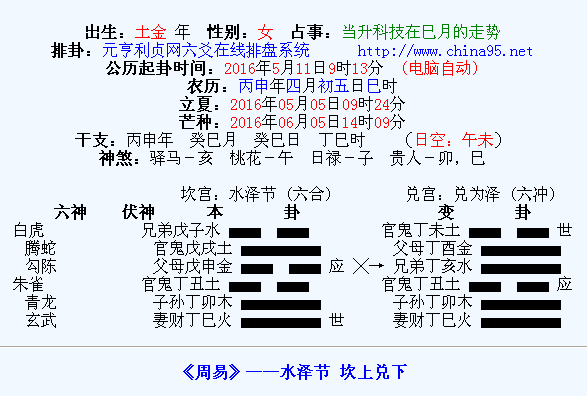 出生：土金 年 性别：女 占事：当升科技在巳月的走势
排卦：元亨利贞网六爻在线排盘系统 http://www.china95.net
公历起卦时间：2016年5月11日9时13分 （电脑自动）
农历：丙申年四月初五日巳时
立夏：2016年05月05日09时24分
芒种：2016年06月05日14时09分
干支：丙申年 癸巳月 癸巳日 丁巳时 （日空：午未）
神煞：驿马－亥 桃花－午 日禄－子 贵人－卯，巳
坎宫：水泽节（六合） 兑宫：兑为泽（六冲）
六神 伏神 本 卦 变 卦
白虎 兄弟戊子水 官鬼丁未土 世
腾蛇 官鬼戊戌土 父母丁酉金
勾陈 父母戊申金 应 ╳→ 兄弟丁亥水
朱雀 官鬼丁丑土 官鬼丁丑土 应
青龙 子孙丁卯木 子孙丁卯木
玄武 妻财丁巳火 世 妻财丁巳火
《周易》——水泽节 坎上兑下